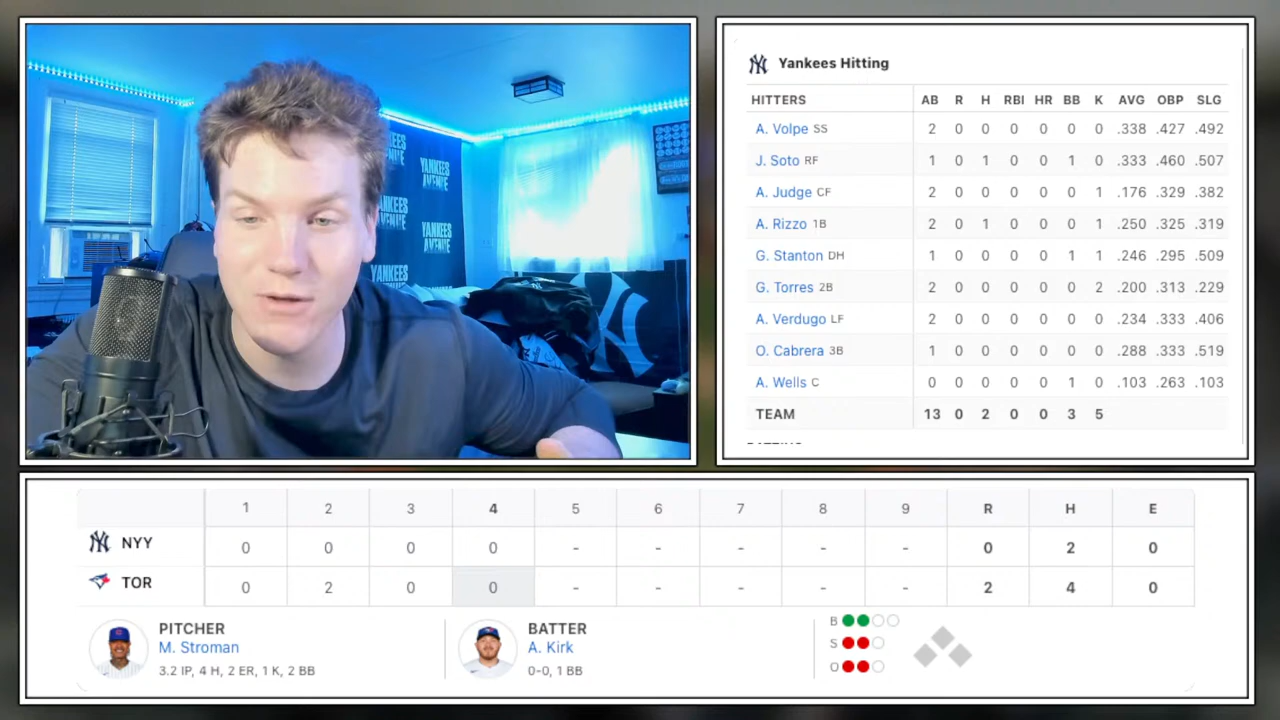 YANKEES
AVENUE
YANKEES
AVENUE
YANKEES
AVENUE
YANKEES
AVENUE
Yankees Hitting
HITTERS AB R H RBI HR BB K AVG OBP SLG
A. Volpe SS 2 0 0 0 0 0 0 .338 .427 .492
J. Soto RF 1 0 1 0 0 1 0 .333 .460 .507
A. Judge CF 2 0 0 0 0 0 1 .176 .329 .382
A. Rizzo 1B 2 0 1 0 0 0 1 .250 .325 .319
G. Stanton DH 1 0 0 0 0 1 1 .246 .295 .509
G. Torres 2B 2 0 0 0 0 0 2 .200 .313 .229
A. Verdugo LF 2 0 0 0 0 0 0 .234 .333 .406
O. Cabrera 3B 1 0 0 0 0 0 0 .288 .333 .519
A. Wells C 0 0 0 0 0 1 0 .103 .263 .103
TEAM 13 0 2 0 0 3 5
1 2 3 4 5 6 7 8 9 R H E
NYY 0 0 0 0 - - - - - 0 2 0
TOR 0 2 0 0 - - - - - 2 4 0
PITCHER
M. Stroman
3.2 IP, 4 H, 2 ER, 1 K, 2 BB
BATTER
A. Kirk
0-0, 1 BB
B
S
O